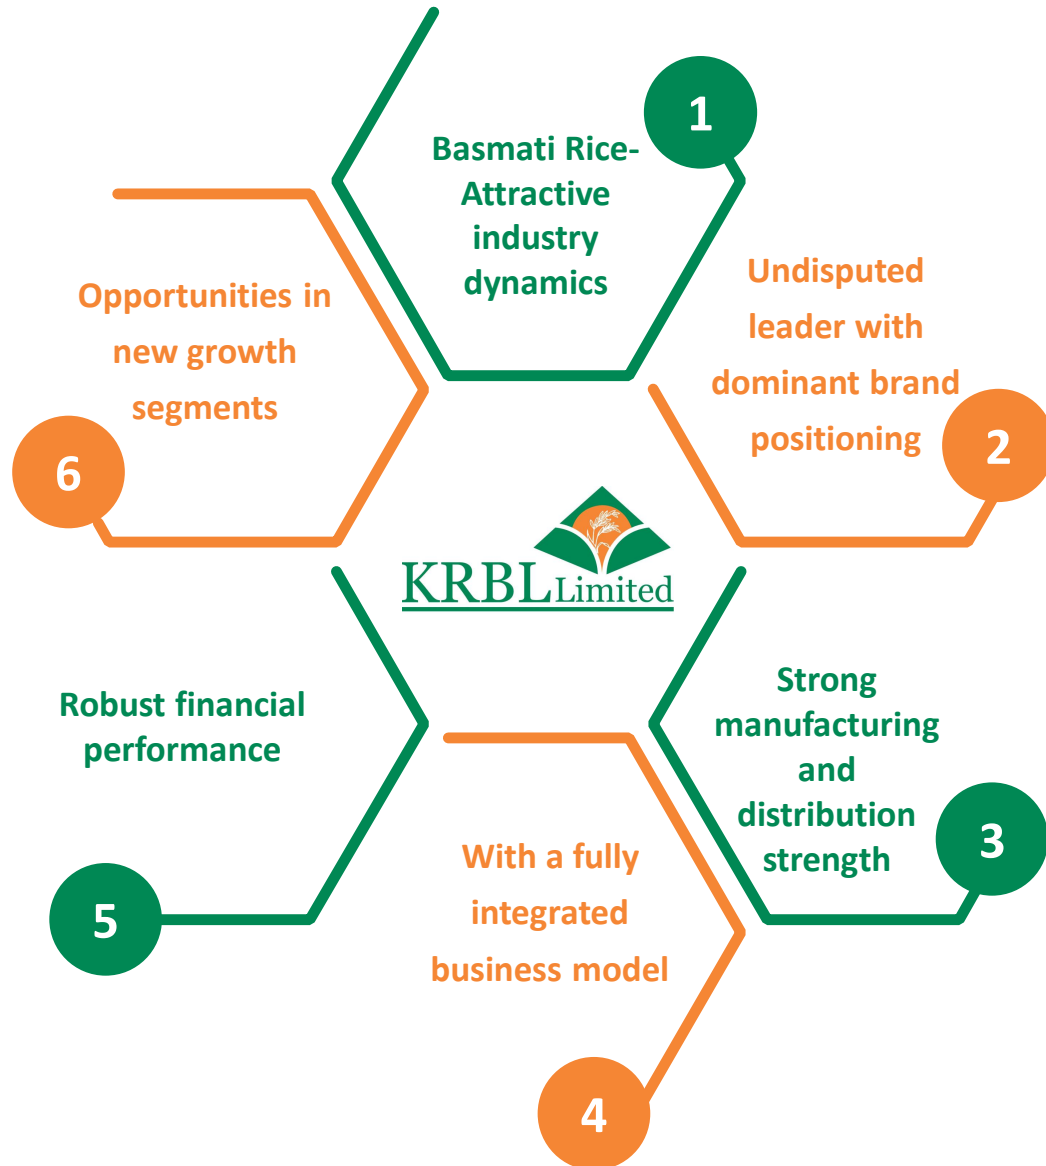 1
Basmati Rice-
Attractive
industry
dynamics
Undisputed
leader with
dominant brand
positioning
2
Strong
manufacturing
and
distribution
strength
3
With a fully
integrated
business model
4
Robust financial
performance
5
Opportunities in
new growth
segments
6
KRBL Limited